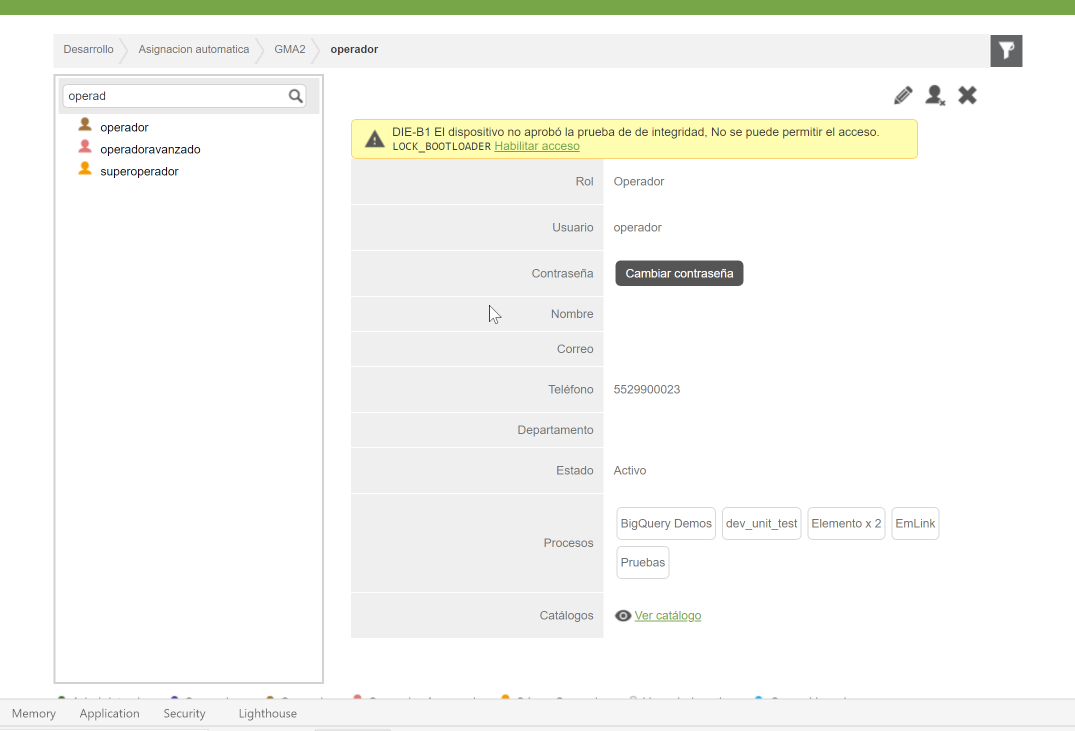 Desarrollo Asignacion automatica GMA2 operador
operad
operador
operadoravanzado
superoperador
DIE-B1 El dispositivo no aprobó la prueba de de integridad, No se puede permitir el acceso.
LOCK_BOOTLOADER Habilitar acceso
Rol Operador
Usuario operador
Contraseña Cambiar contraseña
Nombre
Correo
Teléfono 5529900023
Departamento
Estado Activo
Procesos BigQuery Demos dev_unit_test Elemento x 2 EmLink
Pruebas
Catálogos Ver catálogo
Memory Application Security Lighthouse